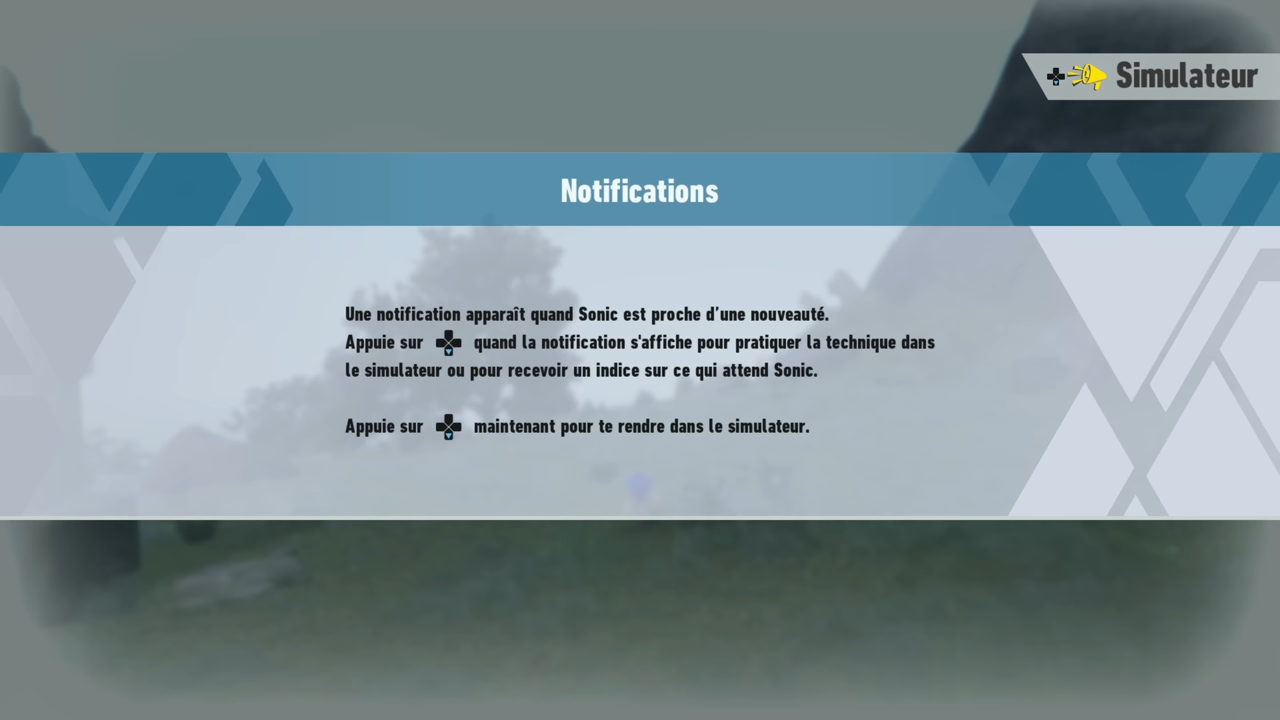 Simulateur
Notifications
Une notification apparaît quand Sonic est proche d'une nouveauté.
Appuie sur quand la notification s'affiche pour pratiquer la technique dans
le simulateur ou pour recevoir un indice sur ce qui attend Sonic.
Appuie sur maintenant pour te rendre dans le simulateur.